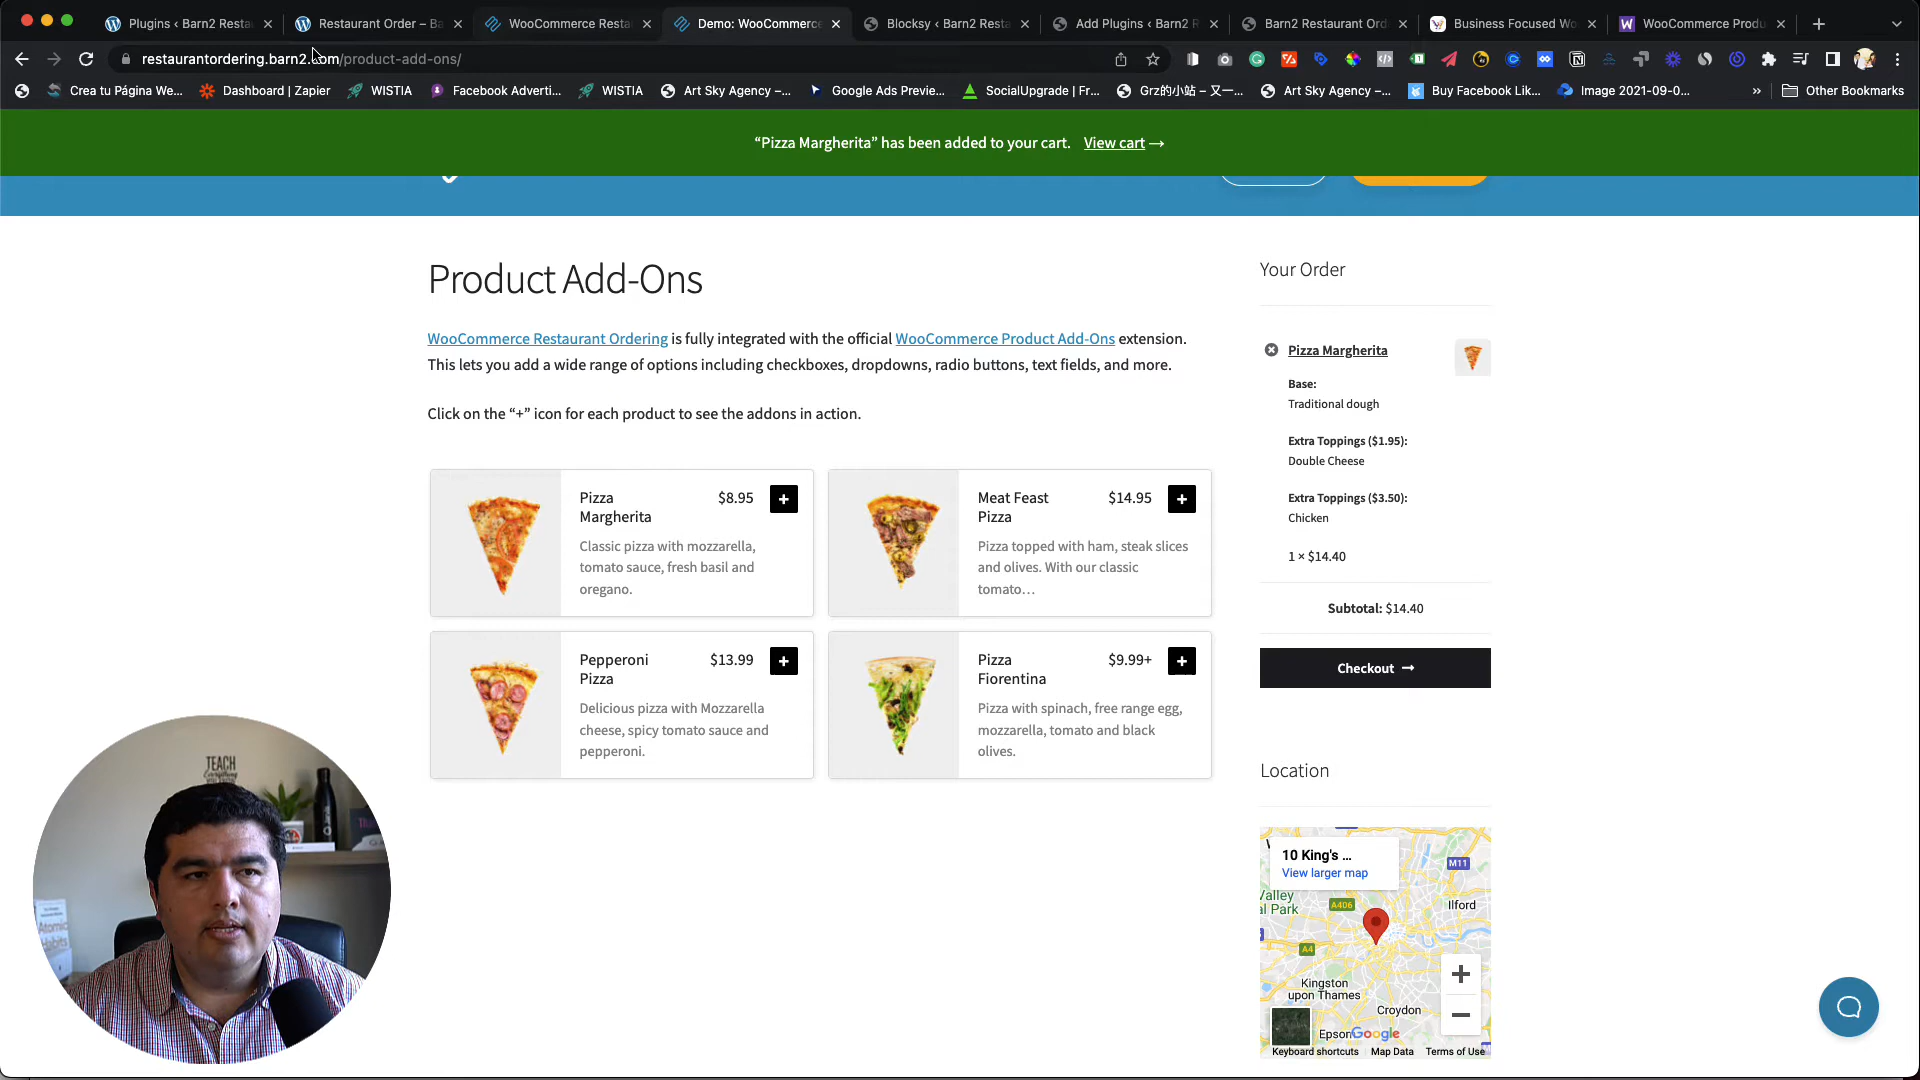 Plugins ‹ Barn2 Resta
Restaurant Order – Ba
WooCommerce Resta
Demo: WooCommerce
Blocksy ‹ Barn2 Resta
Add Plugins ‹ Barn2 R
Barn2 Restaurant Ord
Business Focused Wo
WooCommerce Produ
restaurantordering.barn2.com/product-add-ons/
Crea tu Página We...
Dashboard | Zapier
WISTIA
Facebook Adverti...
WISTIA
Art Sky Agency –...
Google Ads Previe...
SocialUpgrade | Fr...
Grz的小站 – 又一...
Art Sky Agency –...
Buy Facebook Lik...
Image 2021-09-0...
»
Other Bookmarks
“Pizza Margherita” has been added to your cart. View cart →
Product Add-Ons
WooCommerce Restaurant Ordering is fully integrated with the official WooCommerce Product Add-Ons extension.
This lets you add a wide range of options including checkboxes, dropdowns, radio buttons, text fields, and more.
Click on the “+” icon for each product to see the addons in action.
Pizza
Margherita
$8.95
+
Classic pizza with mozzarella,
tomato sauce, fresh basil and
oregano.
Meat Feast
Pizza
$14.95
+
Pizza topped with ham, steak slices
and olives. With our classic
tomato…
Pepperoni
Pizza
$13.99
+
Delicious pizza with Mozzarella
cheese, spicy tomato sauce and
pepperoni.
Pizza
Fiorentina
$9.99+
+
Pizza with spinach, free range egg,
mozzarella, tomato and black
olives.
Your Order
Pizza Margherita
Base:
Traditional dough
Extra Toppings ($1.95):
Double Cheese
Extra Toppings ($3.50):
Chicken
1 × $14.40
Subtotal: $14.40
Checkout →
Location
10 King's ...
View larger map
M11
Valley
al Park
A406
Ilford
A4
Kingston
upon Thames
Croydon
Epsom
Google
Keyboard shortcuts
Map Data
Terms of Use
TEACH
Everything
Atomic
Habits